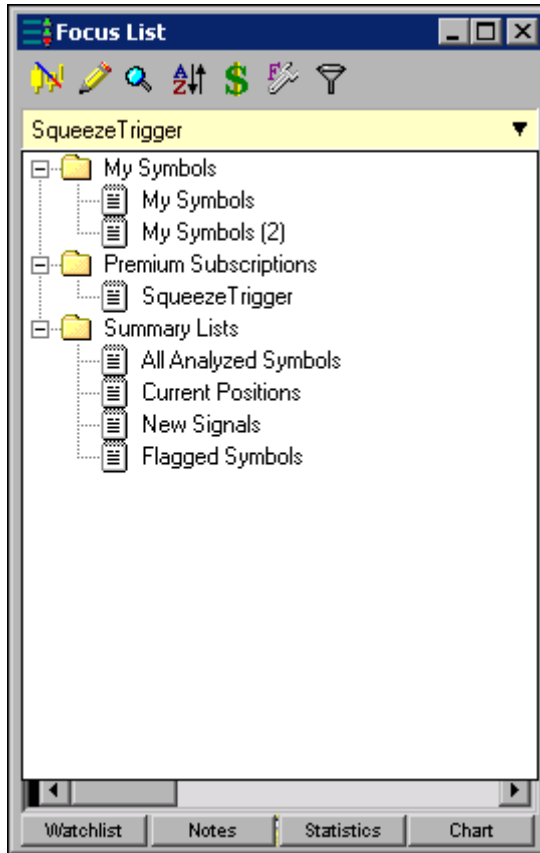 Focus List
SqueezeTrigger
My Symbols
My Symbols
My Symbols (2)
Premium Subscriptions
SqueezeTrigger
Summary Lists
All Analyzed Symbols
Current Positions
New Signals
Flagged Symbols
Watchlist Notes Statistics Chart